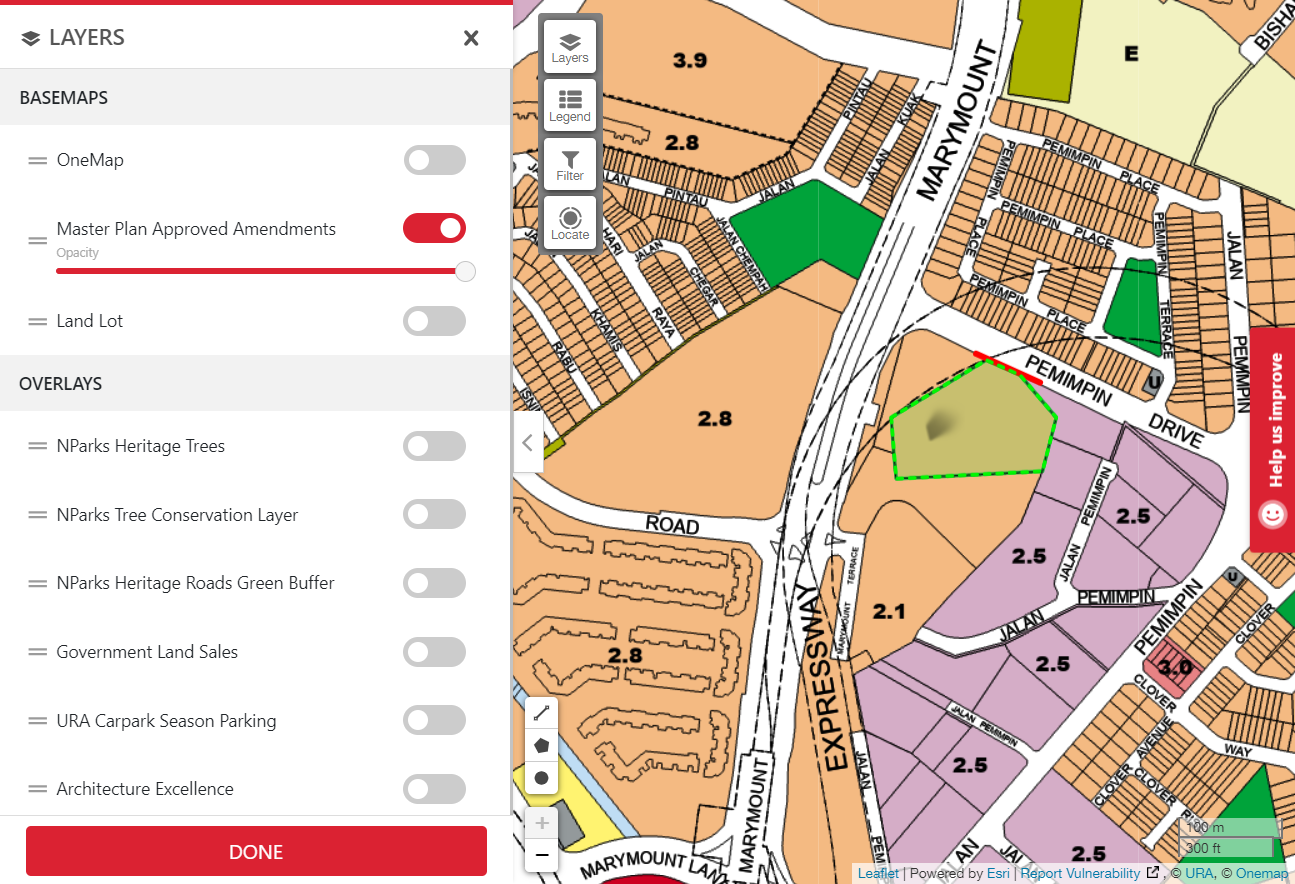 LAYERS
BASEMAPS
OneMap
Master Plan Approved Amendments
Opacity
Land Lot
OVERLAYS
NParks Heritage Trees
NParks Tree Conservation Layer
NParks Heritage Roads Green Buffer
Government Land Sales
URA Carpark Season Parking
Architecture Excellence
DONE
Layers
Legend
Filter
Locate
3.9
2.8
PINTAU
KUAK
JALAN
JALAN
PINTAU
JALAN CHEMPAH
HARI
JALAN
CHEGAR
RAYA
KHAMIS
RABU
2.8
MARYMOUNT
E
PEMIMPIN
PLACE
PEMIMPIN
PLACE
PEMIMPIN
PLACE
PEMIMPIN
PLACE
PEMIMPIN
TERRACE
JALAN
PEMIMPIN
U
PEMIMPIN
DRIVE
Help us improve
ROAD
2.8
EXPRESSWAY
MARYMOUNT
TERRACE
2.1
2.5
2.5
JALAN
PEMIMPIN
JALAN
PEMIMPIN
PEMIMPIN
U
2.5
3.0
CLOVER
CLOVER
AVENUE
WAY
CLOVER
CLOVER
JALAN PEMIMPIN
2.5
2.5
JALAN
MARYMOUNT
MARYMOUNT LANE
JALAN
+
−
100 m
300 ft
Leaflet | Powered by Esri | Report Vulnerability , © URA, © Onemap